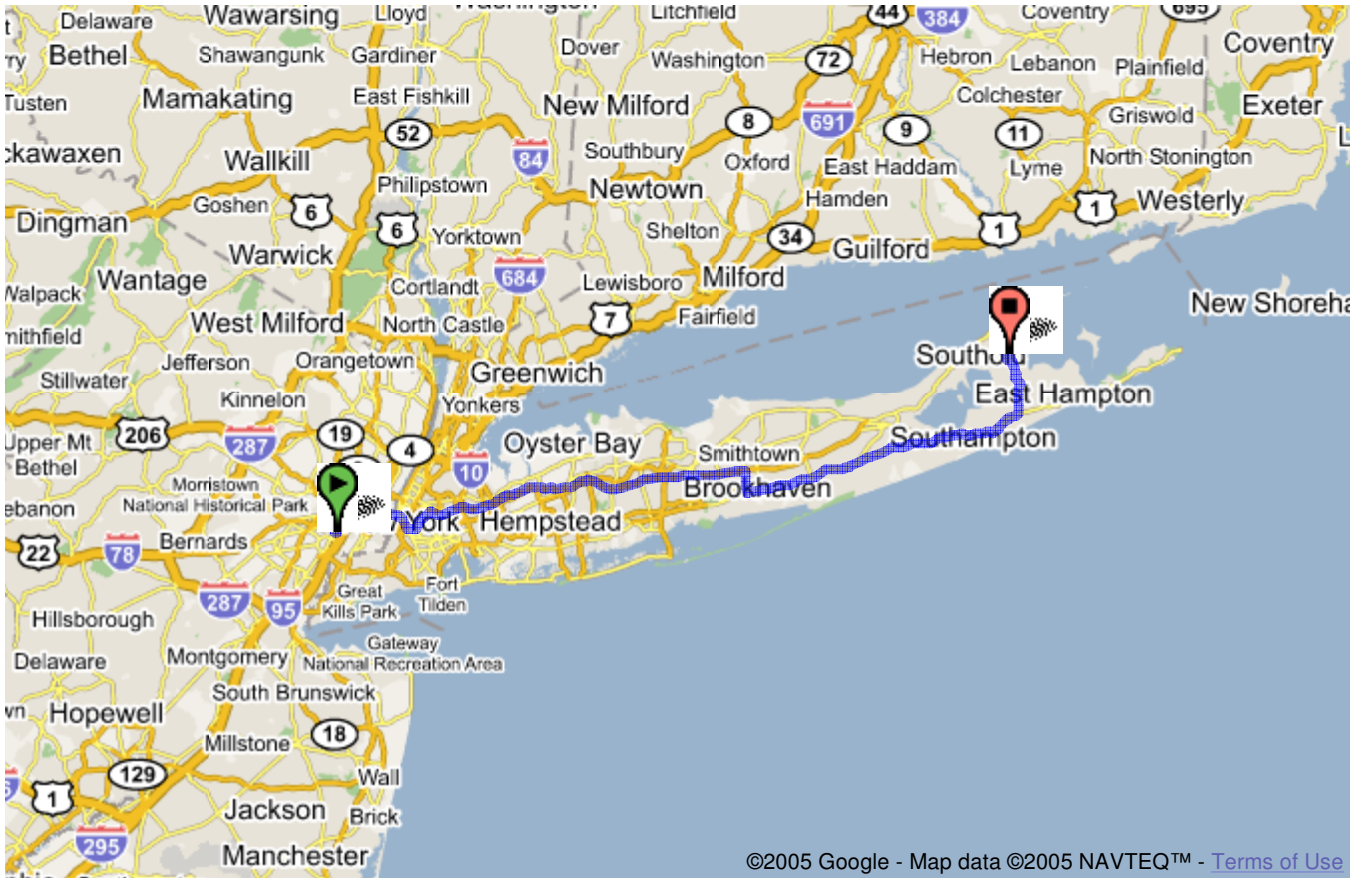 Delaware
Wawarsing
Lloyd
Litchfield
44
384
Coventry
695
Bethel
Shawangunk
Gardiner
Dover
Washington
72
Hebron
Lebanon
Plainfield
Coventry
Tusten
Mamakating
East Fishkill
New Milford
8
691
Colchester
Griswold
Exeter
52
9
11
Wallkill
84
Southbury
Oxford
East Haddam
Lyme
North Stonington
Philipstown
Newtown
Hamden
Dingman
Goshen
6
6
Yorktown
Shelton
34
Guilford
1
1
Westerly
Warwick
684
Lewisboro
Milford
Wantage
Cortlandt
Walpack
West Milford
North Castle
7
Fairfield
New Shoreha
mithfield
Jefferson
Orangetown
Greenwich
Southold
Stillwater
Kinnelon
Yonkers
East Hampton
206
287
19
4
Oyster Bay
Smithtown
Southampton
Upper Mt
Bethel
10
Morristown
National Historical Park
Brookhaven
ebanon
York
Hempstead
22
78
Bernards
287
95
Great
Kills Park
Fort
Tilden
Hillsborough
Gateway
National Recreation Area
Delaware
Montgomery
South Brunswick
wn
Hopewell
18
Millstone
129
Wall
1
Jackson
Brick
295
Manchester
©2005 Google - Map data ©2005 NAVTEQ™ - Terms of Use